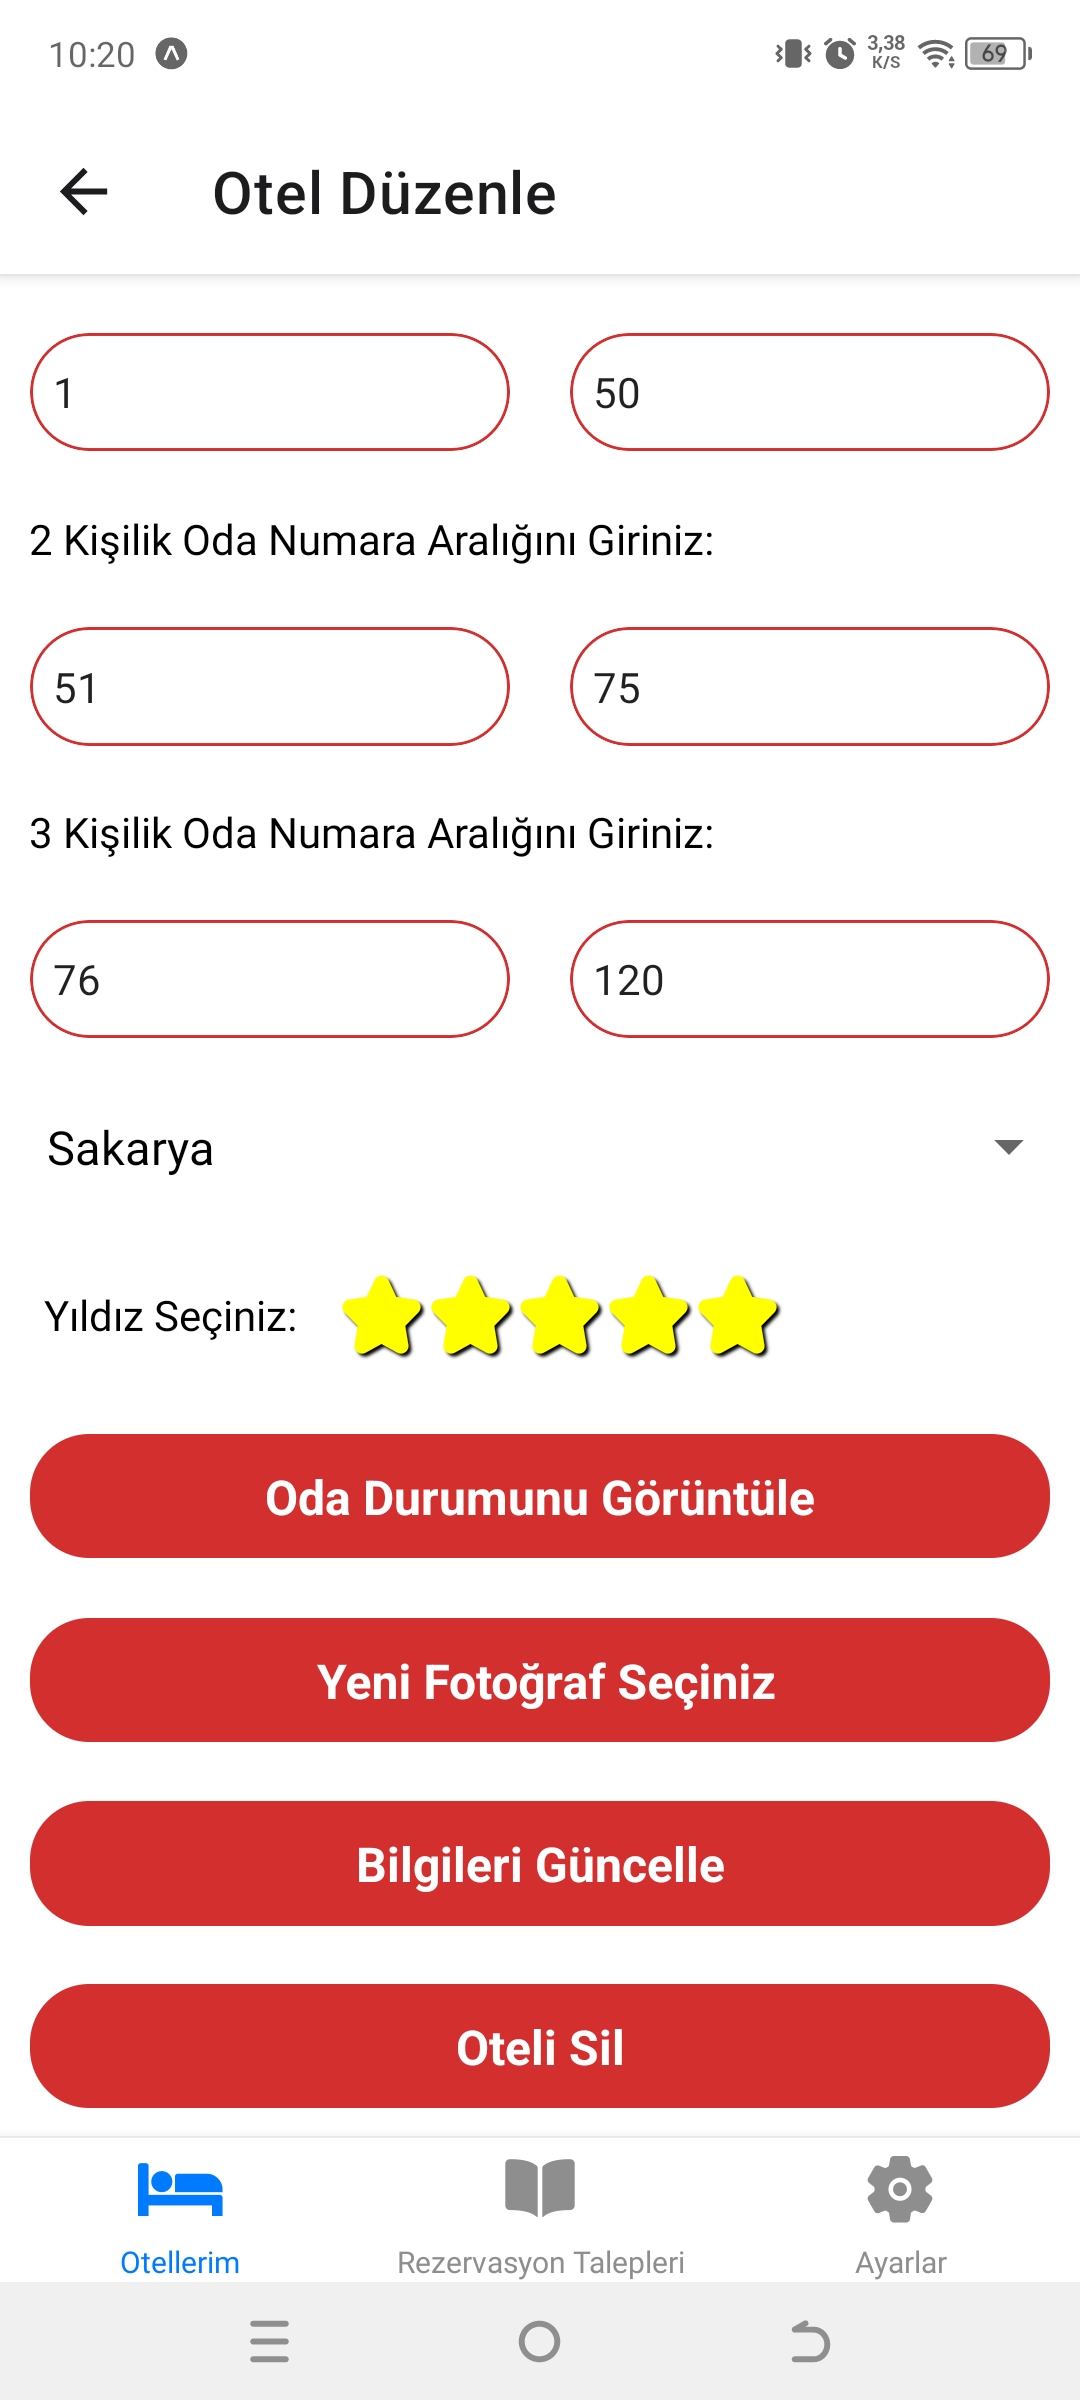 10:20
3,38
K/S
69
Otel Düzenle
1
50
2 Kişilik Oda Numara Aralığını Giriniz:
51
75
3 Kişilik Oda Numara Aralığını Giriniz:
76
120
Sakarya
Yıldız Seçiniz:
Oda Durumunu Görüntüle
Yeni Fotoğraf Seçiniz
Bilgileri Güncelle
Oteli Sil
Otellerim
Rezervasyon Talepleri
Ayarlar